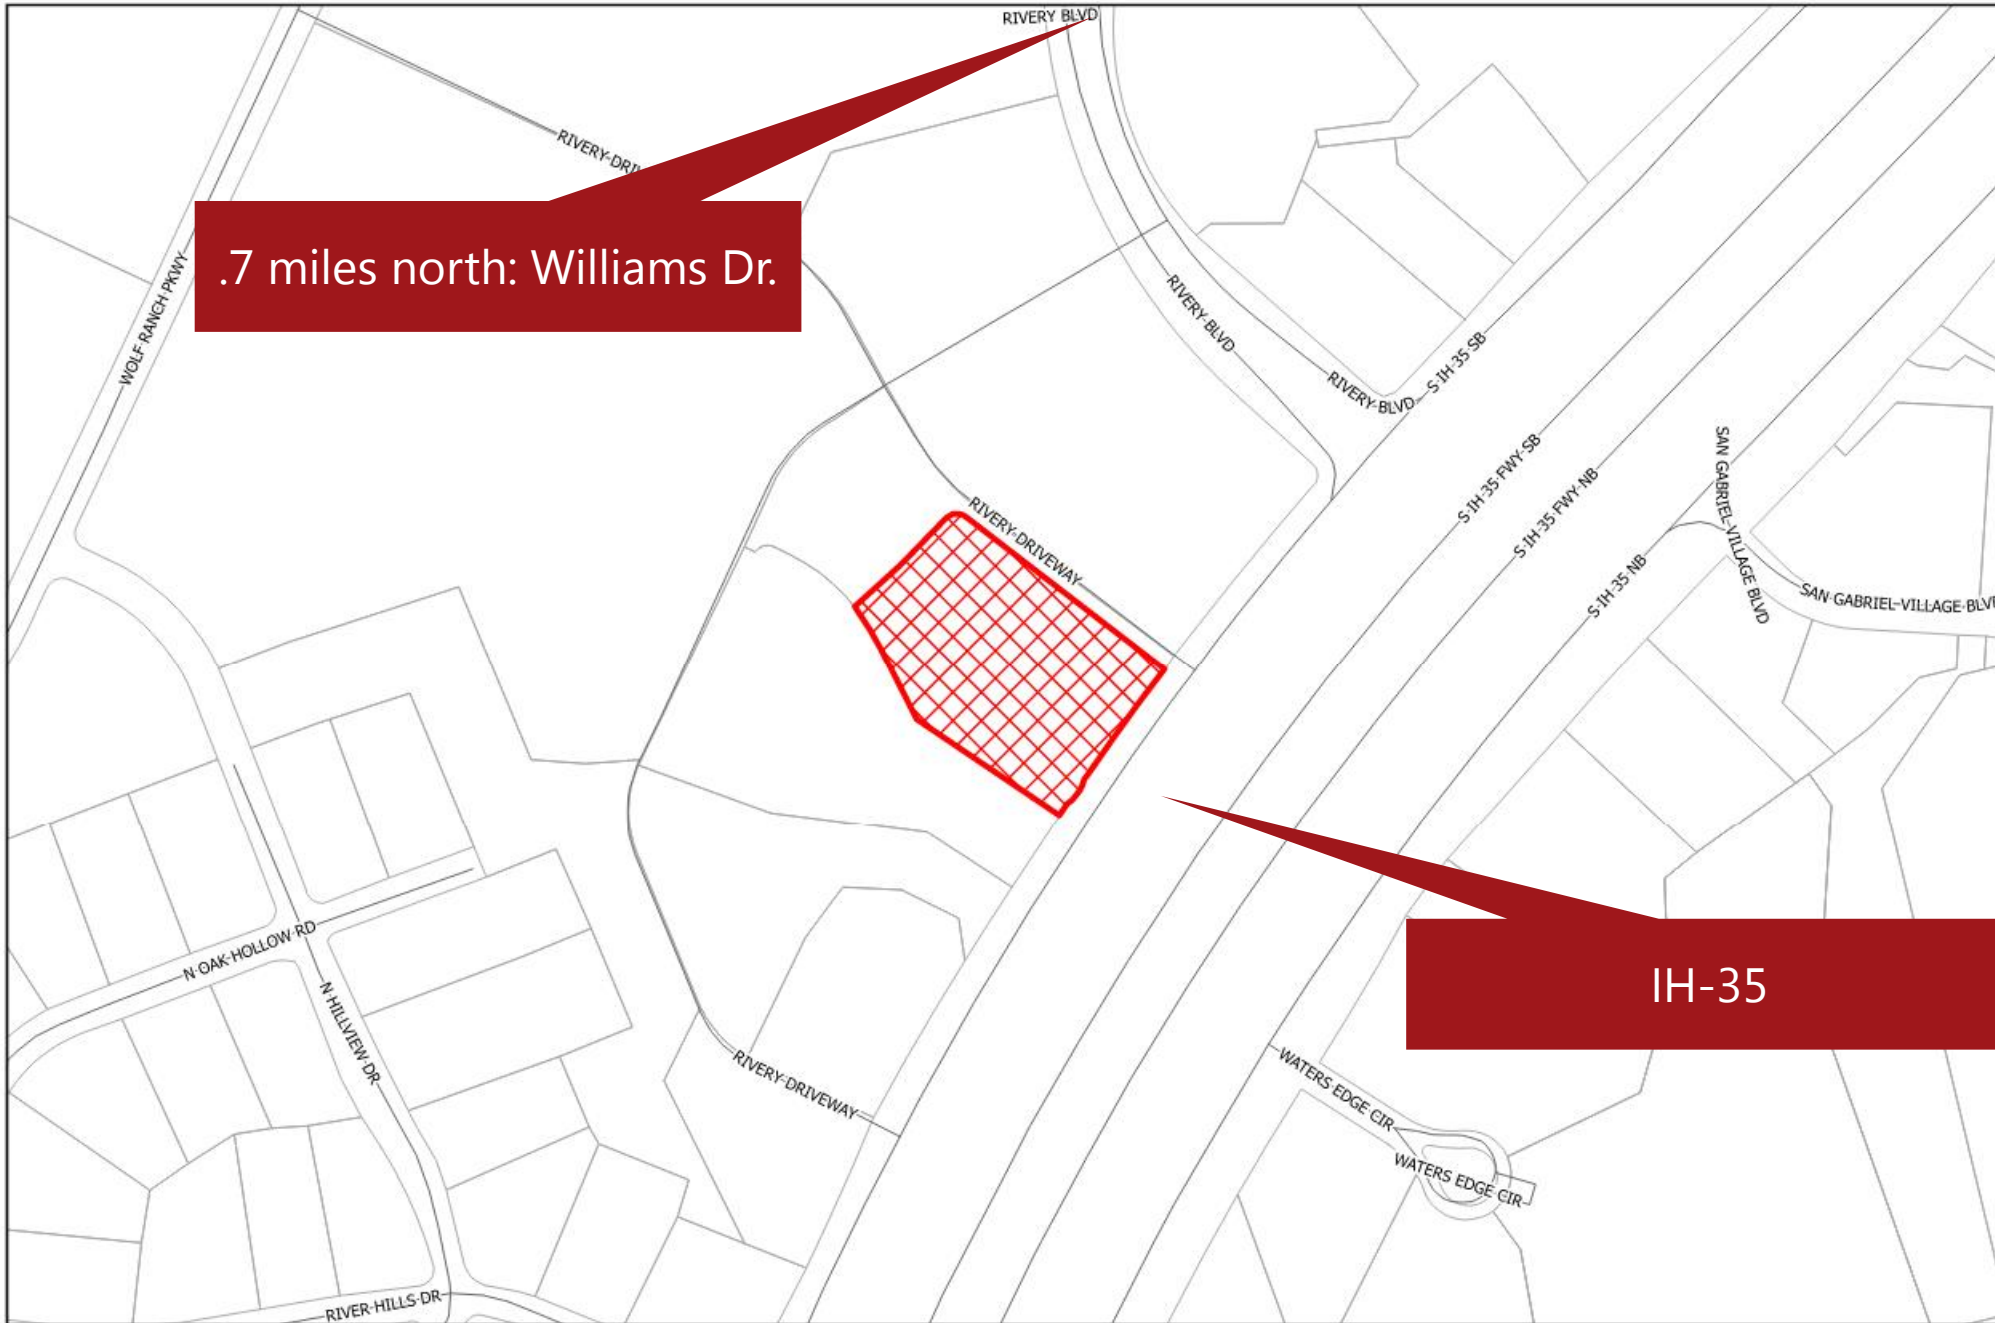 RIVERY BLVD
RIVERY DRI
.7 miles north: Williams Dr.
WOLF RANCH PKWY
RIVERY BLVD
RIVERY BLVD
S IH 35 SB
S IH 35 FWY SB
S IH 35 FWY NB
S IH 35 NB
SAN GABRIEL VILLAGE BLVD
SAN GABRIEL VILLAGE BLV
RIVERY DRIVEWAY
IH-35
N OAK HOLLOW RD
N HILLVIEW DR
RIVERY DRIVEWAY
WATERS EDGE CIR
WATERS EDGE CIR
RIVER HILLS DR